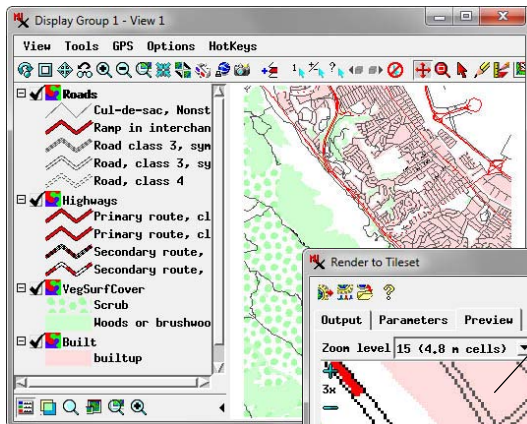 Display Group 1 - View 1
View Tools GPS Options HotKeys
Roads
Cul-de-sac, Nonst
Ramp in interchan
Road class 3, sym
Road, class 3, sy
Road, class 4
Highways
Primary route, cl
Primary route, cl
Secondary route,
Secondary route,
VegSurfCover
Scrub
Woods or brushwoo
Built
builtup
Render to Tileset
Output Parameters Preview
Zoom level 15 (4,8 m cells)
3x